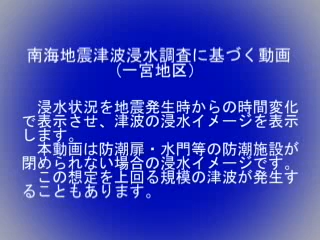 南海地震津波浸水調査に基づく動画
(一宮地区)
　浸水状況を地震発生時からの時間変化
で表示させ、津波の浸水イメージを表示
します。
　本動画は防潮扉・水門等の防潮施設が
閉められない場合の浸水イメージです。
　この想定を上回る規模の津波が発生す
ることもあります。